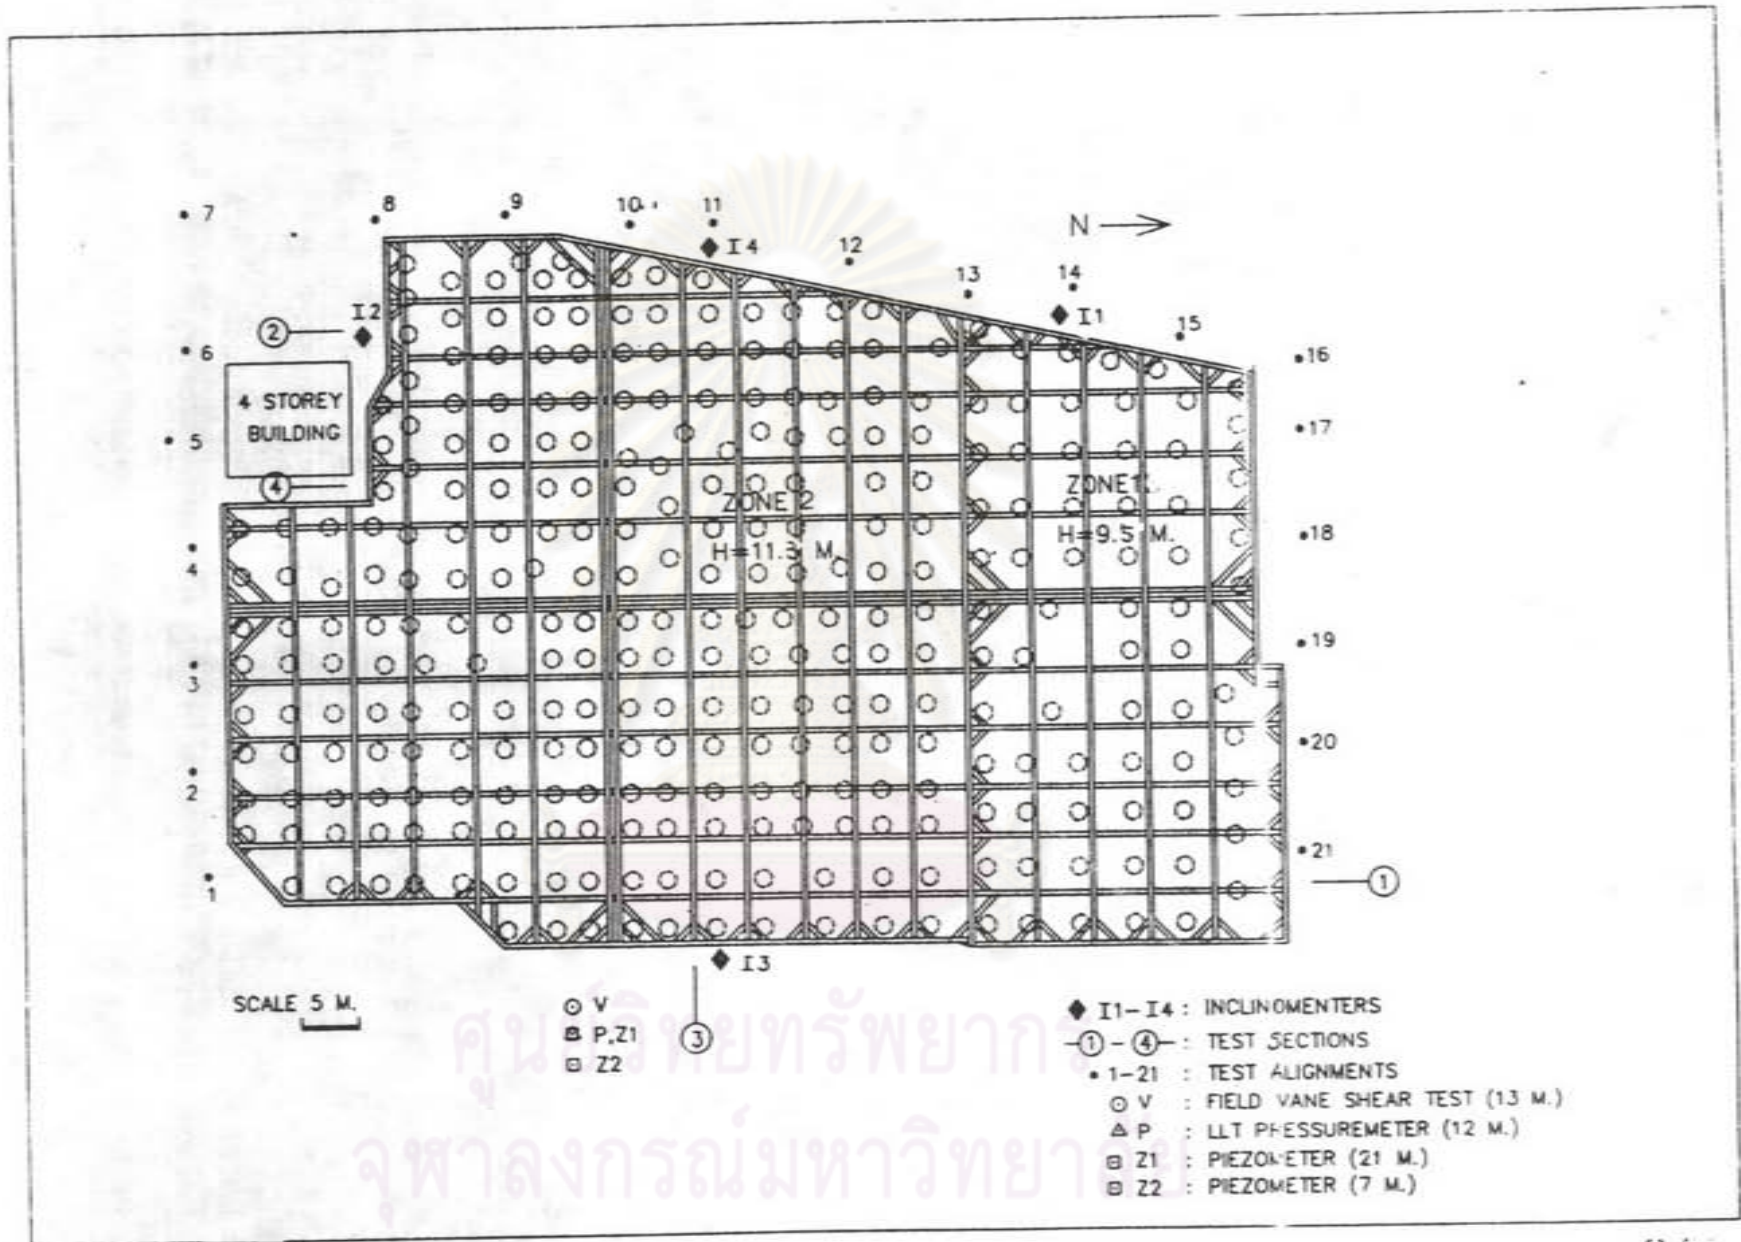 7
8
9
10
11
I4
12
N
13
14
I1
15
16
I2
2
6
4 STOREY
BUILDING
5
17
4
ZONE 2
H=11.3 M.
ZONE 1
H=9.5 M.
18
4
19
3
20
2
21
1
1
I3
SCALE 5 M.
V
P,Z1
Z2
3
I1-I4 : INCLINOMENTERS
1 - 4 : TEST SECTIONS
• 1-21 : TEST ALIGNMENTS
V : FIELD VANE SHEAR TEST (13 M.)
P : LLT PRESSUREMETER (12 M.)
Z1 : PIEZOMETER (21 M.)
Z2 : PIEZOMETER (7 M.)
ศูนย์วิทยทรัพยากร
จุฬาลงกรณ์มหาวิทยาลัย